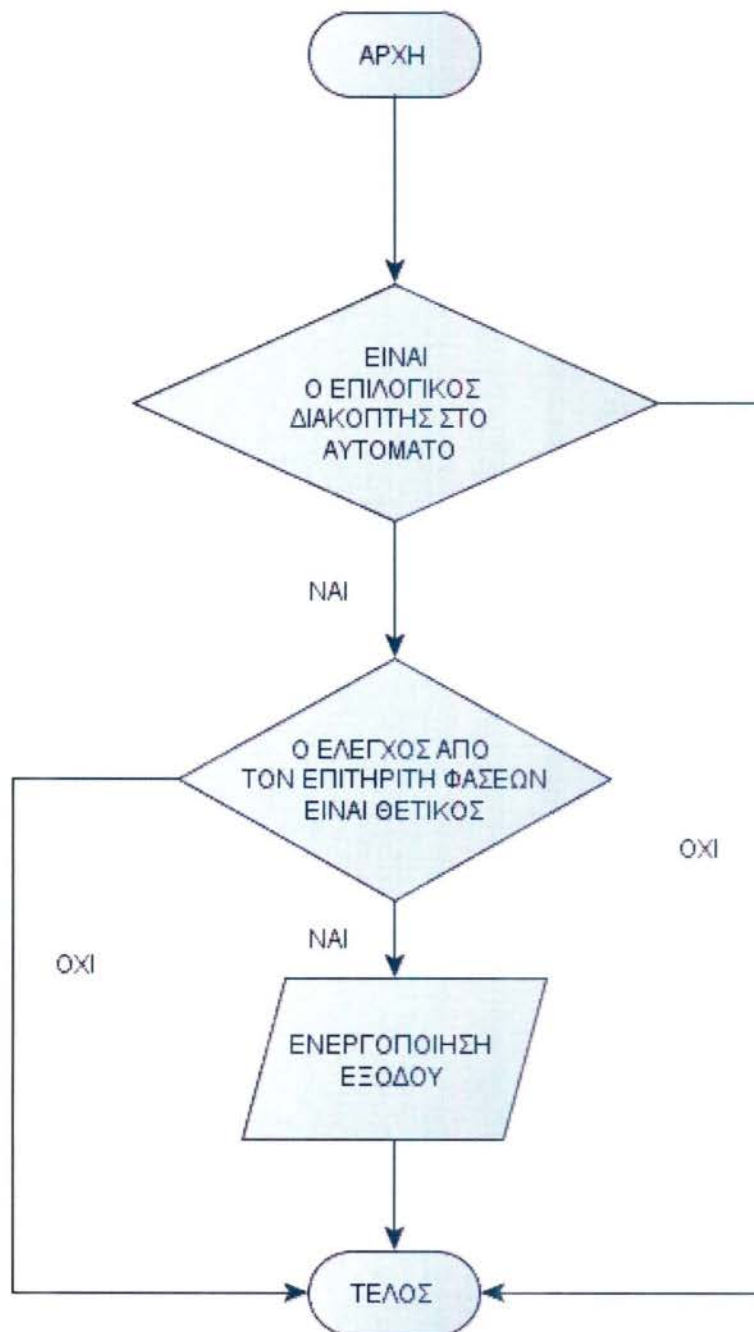 ΑΡΧΗ
ΕΙΝΑΙ
Ο ΕΠΙΛΟΓΙΚΟΣ
ΔΙΑΚΟΠΤΗΣ ΣΤΟ
ΑΥΤΟΜΑΤΟ
ΝΑΙ
Ο ΕΛΕΓΧΟΣ ΑΠΟ
ΤΟΝ ΕΠΙΤΗΡΙΤΗ ΦΑΣΕΩΝ
ΕΙΝΑΙ ΘΕΤΙΚΟΣ
ΟΧΙ
ΝΑΙ
ΟΧΙ
ΕΝΕΡΓΟΠΟΙΗΣΗ
ΕΞΟΔΟΥ
ΤΕΛΟΣ